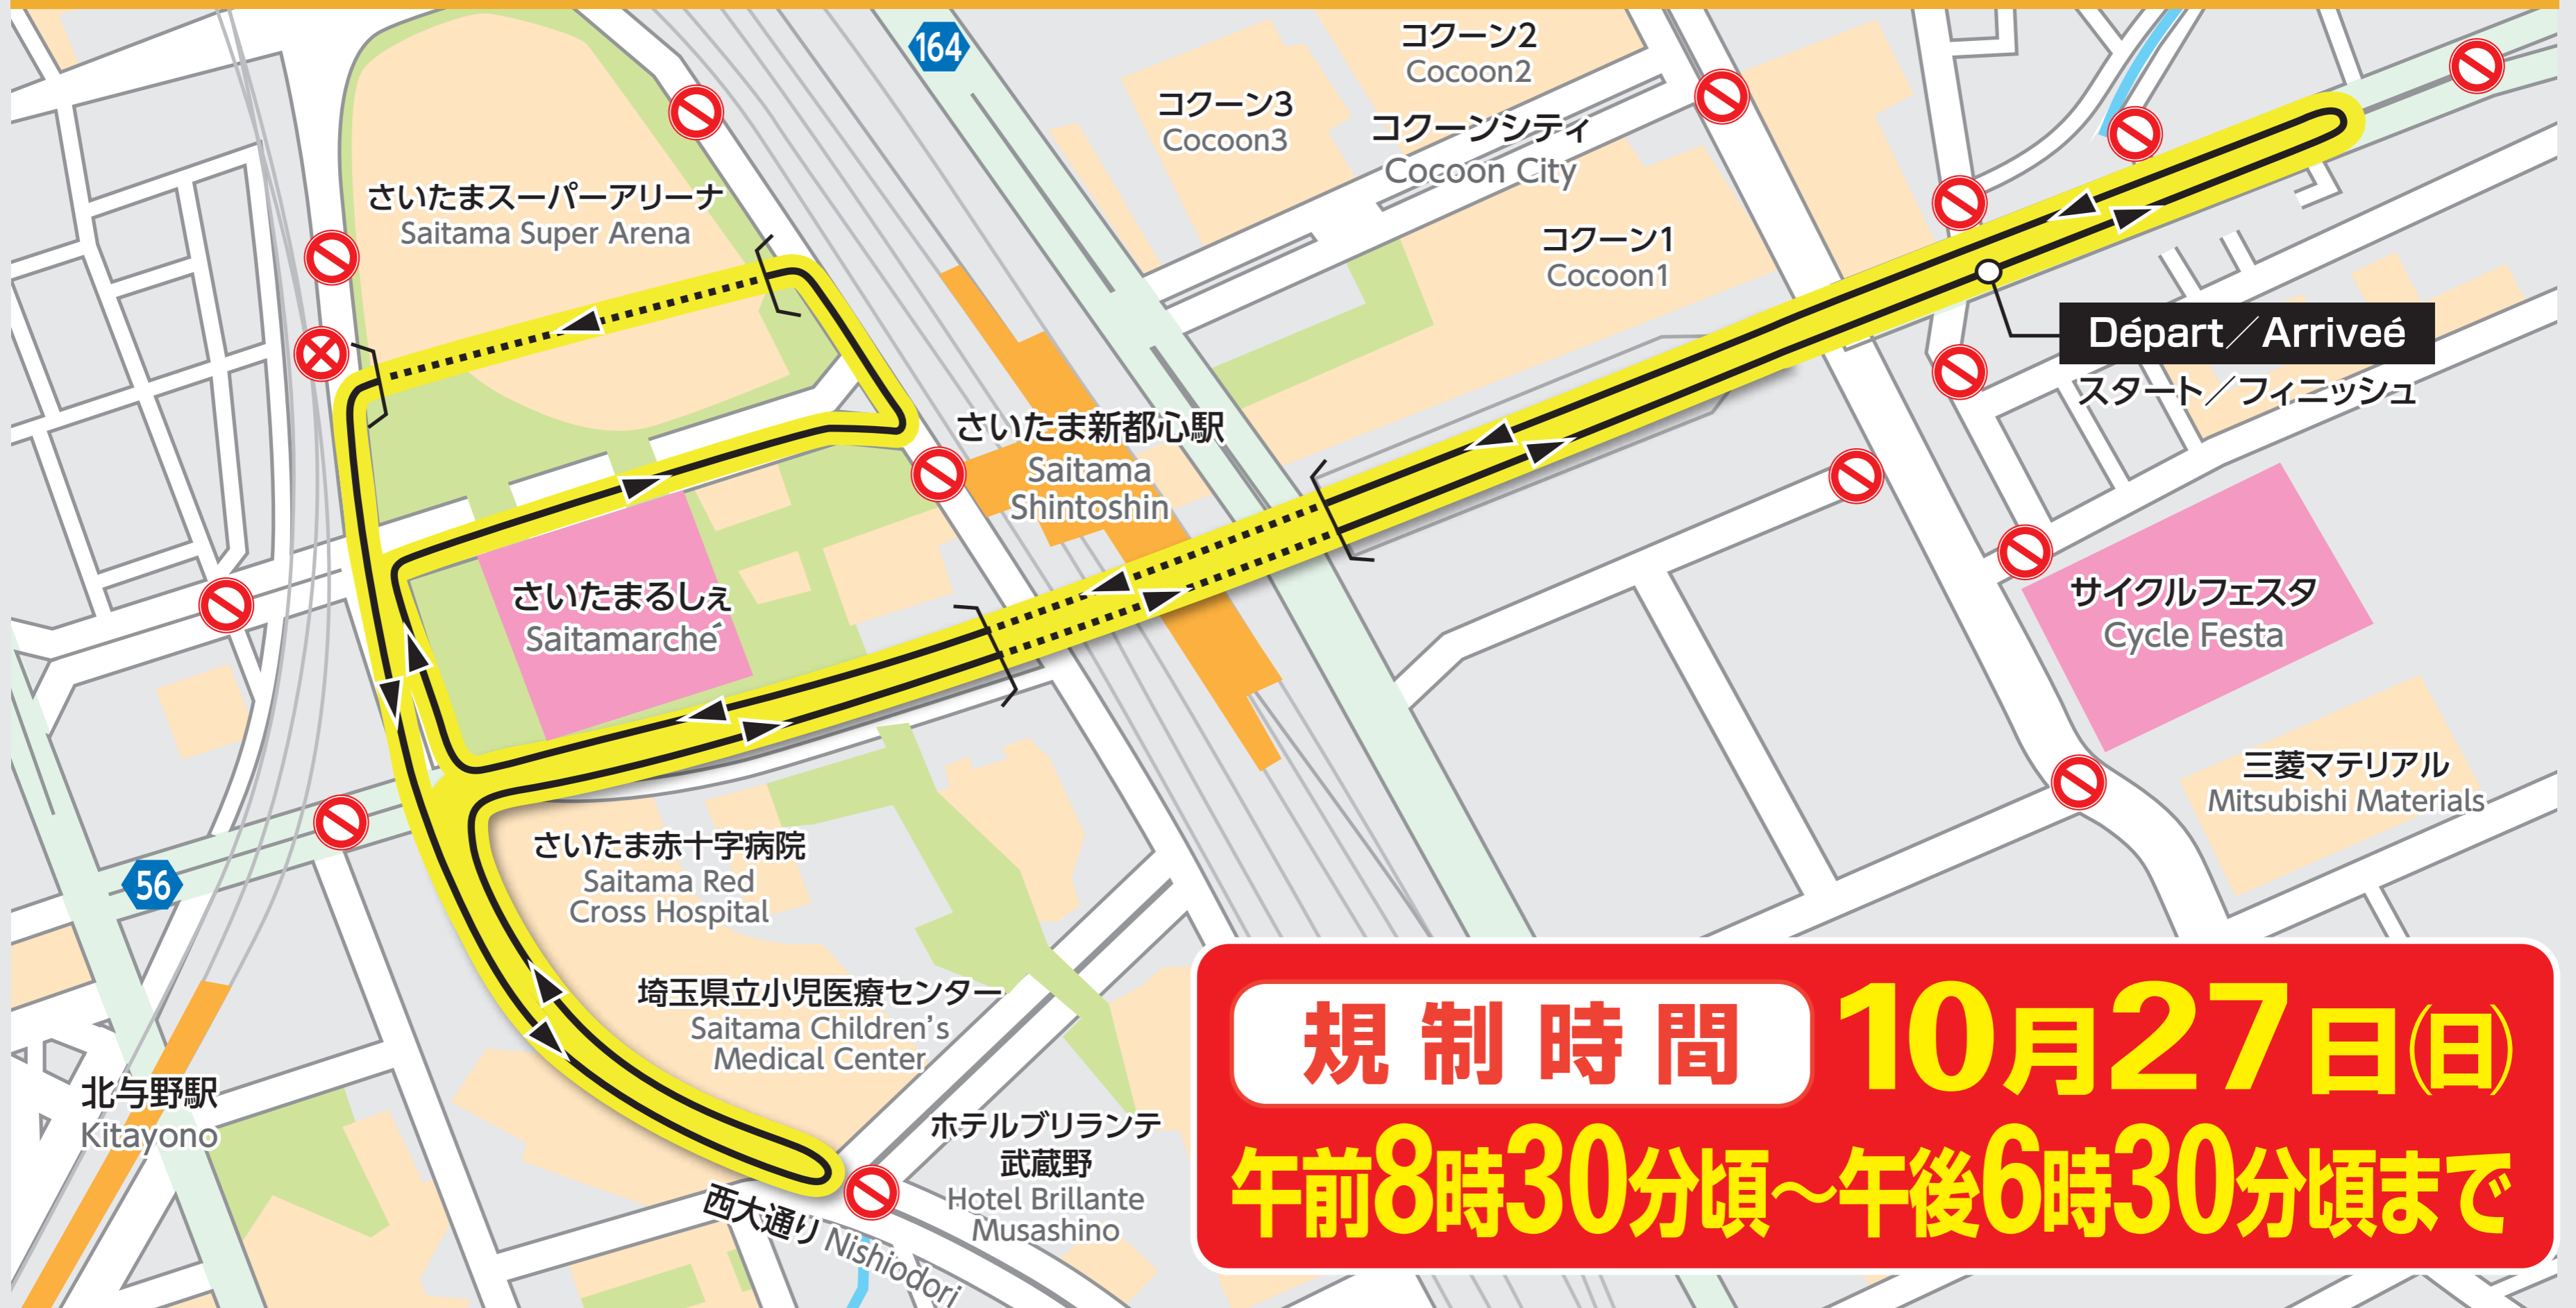 164
コクーン2
Cocoon2
コクーン3
Cocoon3
コクーンシティ
Cocoon City
さいたまスーパーアリーナ
Saitama Super Arena
コクーン1
Cocoon1
Départ／Arriveé
スタート／フィニッシュ
さいたま新都心駅
Saitama
Shintoshin
さいたまるしぇ
Saitamarché
サイクルフェスタ
Cycle Festa
三菱マテリアル
Mitsubishi Materials
さいたま赤十字病院
Saitama Red
Cross Hospital
56
埼玉県立小児医療センター
Saitama Children's
Medical Center
北与野駅
Kitayono
ホテルブリランテ
武蔵野
Hotel Brillante
Musashino
西大通り Nishiodori
規制時間 10月27日(日)
午前8時30分頃〜午後6時30分頃まで